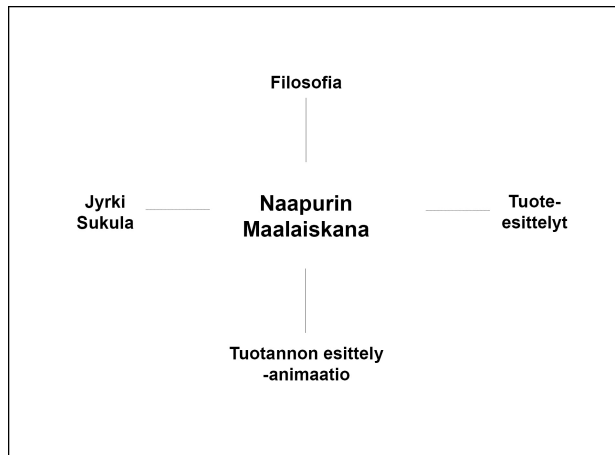 Filosofia
Jyrki
Sukula
Naapurin
Maalaiskana
Tuote-
esittelyt
Tuotannon esittely
-animaatio